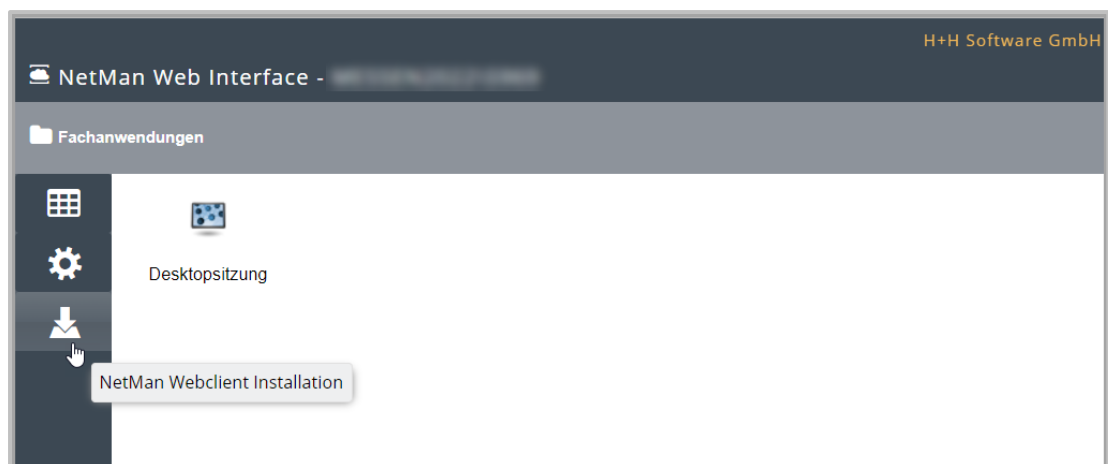 H+H Software GmbH
NetMan Web Interface -
Fachanwendungen
Desktopsitzung
NetMan Webclient Installation